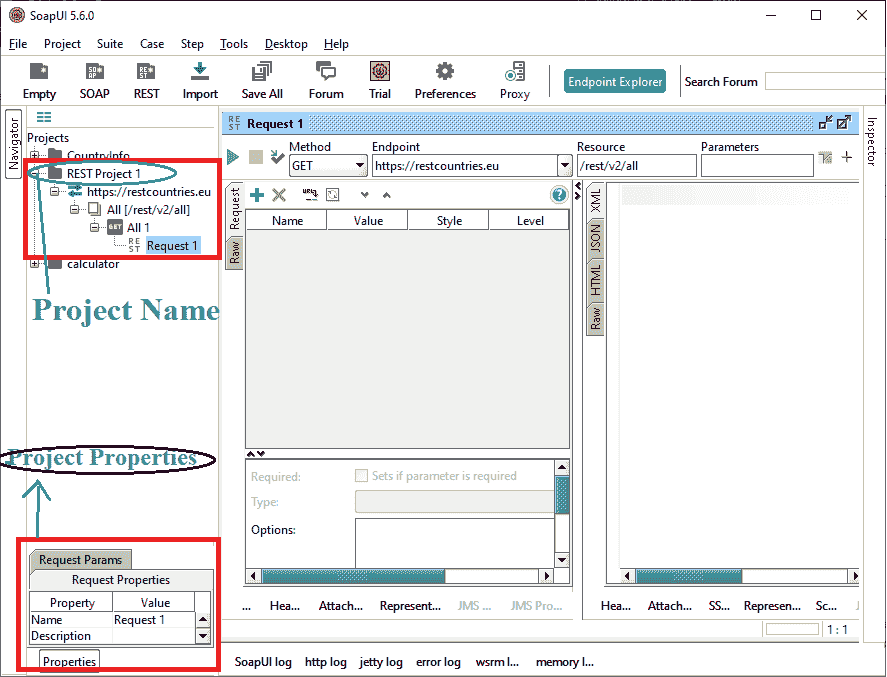 SoapUI 5.6.0
File Project Suite Case Step Tools Desktop Help
Empty SOAP REST Import Save All Forum Trial Preferences Proxy Endpoint Explorer Search Forum
Navigator
Projects
CountryInfo
REST Project 1
https://restcountries.eu
All [/rest/v2/all]
GET All 1
REST Request 1
calculator
Project Name
Project Properties
Request Params
Request Properties
Property Value
Name Request 1
Description
Properties
REST Request 1
Method Endpoint Resource Parameters
GET https://restcountries.eu /rest/v2/all
Request
Raw
Name Value Style Level
Required: Sets if parameter is required
Type:
Options:
... Hea... Attach... Represent... JMS ... JMS Pro...
XML
JSON
HTML
Raw
Hea... Attach... SS... Represen... Sc... J
1 : 1
Inspector
SoapUI log http log jetty log error log wsrm l... memory l...